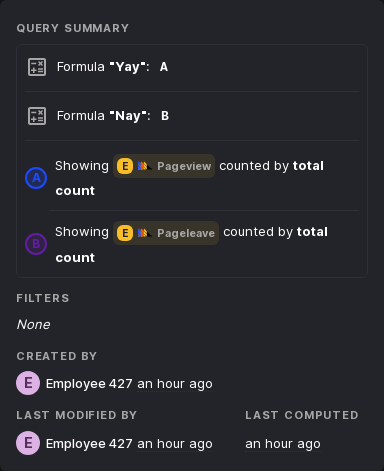 QUERY SUMMARY
Formula "Yay": A
Formula "Nay": B
A Showing E Pageview counted by total
count
B Showing E Pageleave counted by total
count
FILTERS
None
CREATED BY
E Employee 427 an hour ago
LAST MODIFIED BY LAST COMPUTED
E Employee 427 an hour ago an hour ago